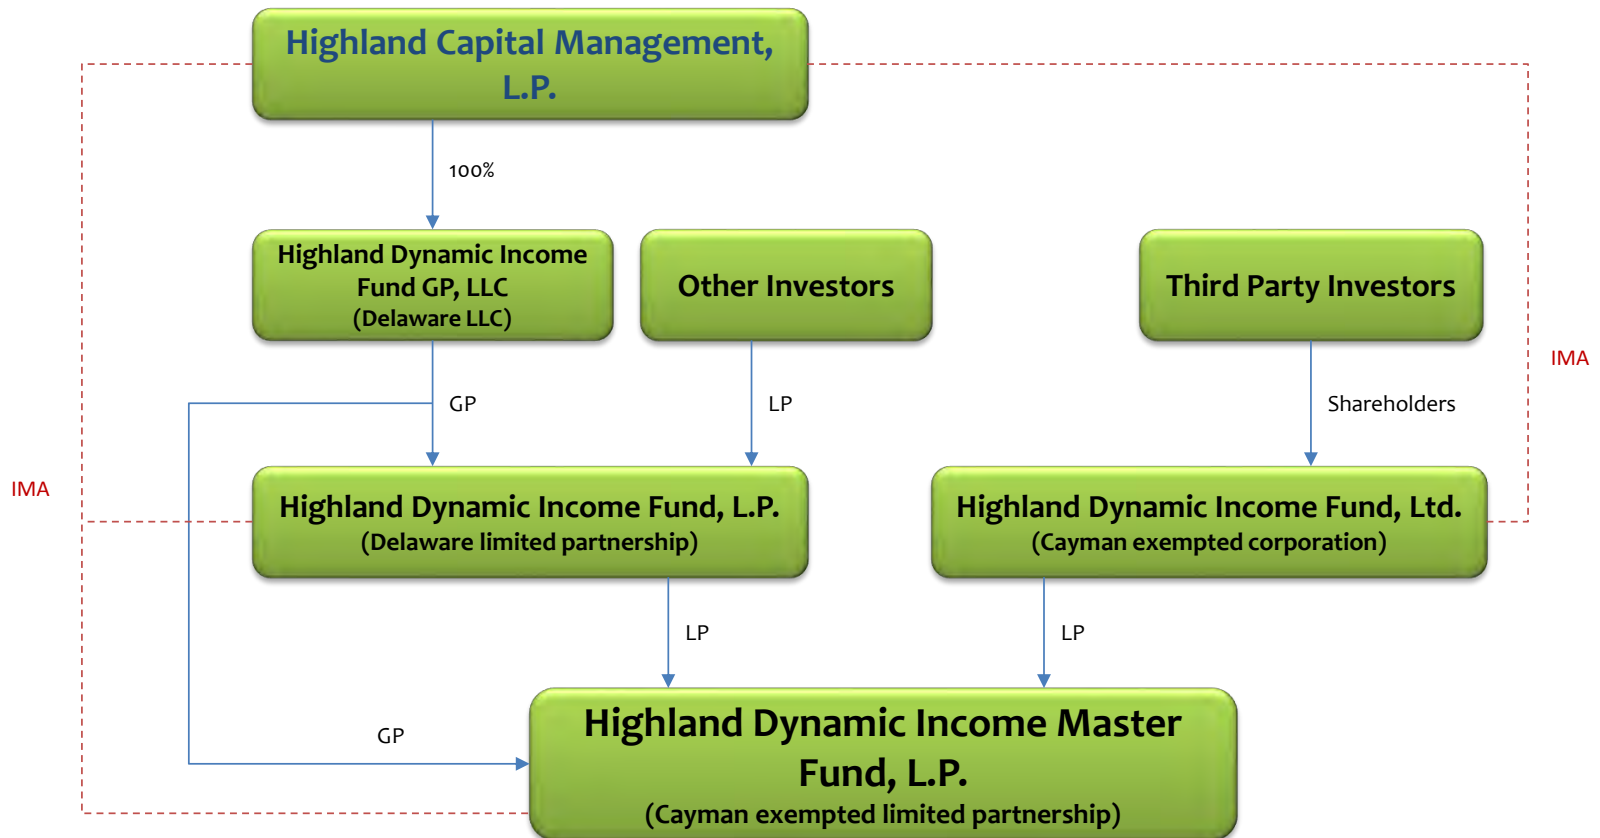 Highland Capital Management,
L.P.
100%
Highland Dynamic Income
Fund GP, LLC
(Delaware LLC)
Other Investors
Third Party Investors
IMA
GP
LP
Shareholders
IMA
Highland Dynamic Income Fund, L.P.
(Delaware limited partnership)
Highland Dynamic Income Fund, Ltd.
(Cayman exempted corporation)
LP
LP
GP
Highland Dynamic Income Master
Fund, L.P.
(Cayman exempted limited partnership)